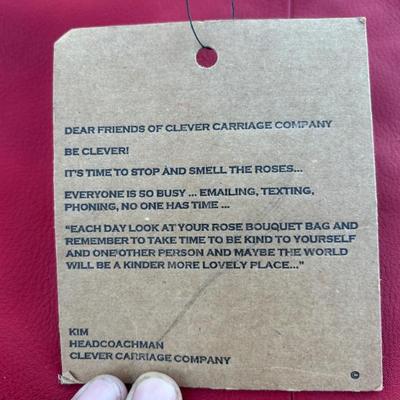 DEAR FRIENDS OF CLEVER CARRIAGE COMPANY
BE CLEVER!
IT'S TIME TO STOP AND SMELL THE ROSES...
EVERYONE IS SO BUSY ... EMAILING, TEXTING,
PHONING, NO ONE HAS TIME ...
"EACH DAY LOOK AT YOUR ROSE BOUQUET BAG AND
REMEMBER TO TAKE TIME TO BE KIND TO YOURSELF
AND ONE OTHER PERSON AND MAYBE THE WORLD
WILL BE A KINDER MORE LOVELY PLACE..."
KIM
HEADCOACHMAN
CLEVER CARRIAGE COMPANY
©